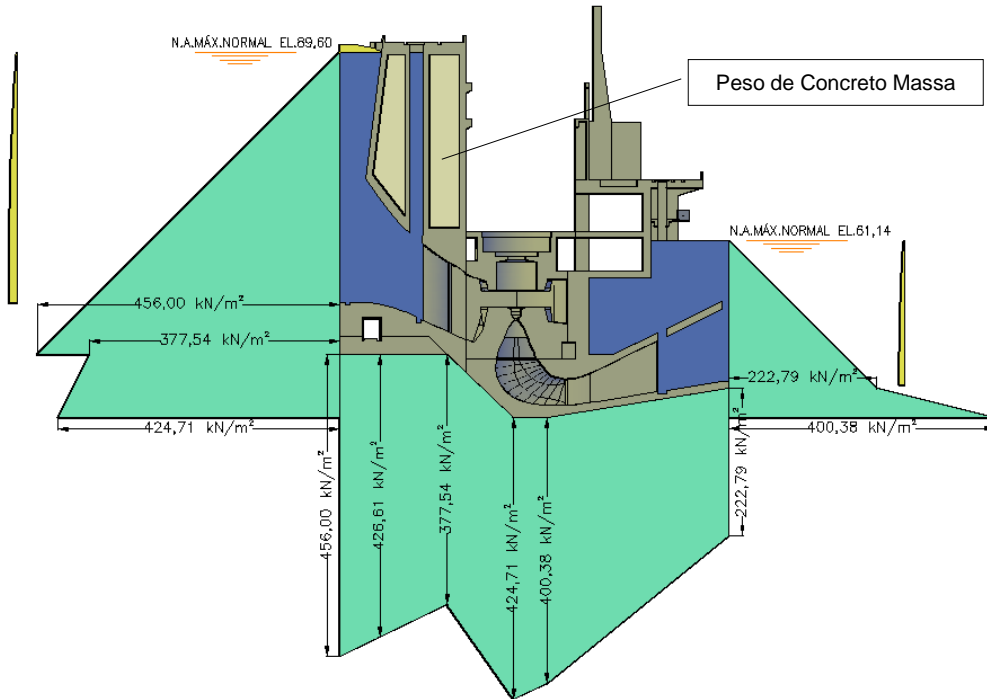 N.A.MÁX.NORMAL EL.89,60
Peso de Concreto Massa
N.A.MÁX.NORMAL EL.61,14
456,00 kN/m²
377,54 kN/m²
222,79 kN/m²
424,71 kN/m²
400,38 kN/m²
456,00 kN/m²
426,61 kN/m²
377,54 kN/m²
424,71 kN/m²
400,38 kN/m²
222,79 kN/m²